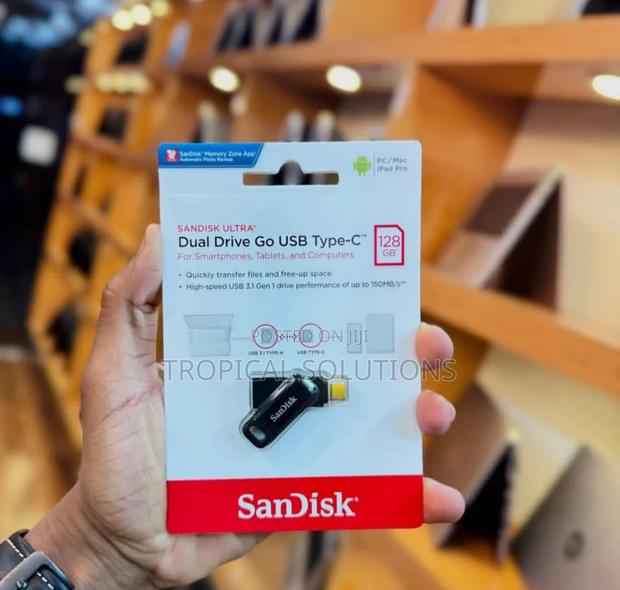 SanDisk® Memory Zone App¹
Automatic Photo Backup
PC / Mac
iPad Pro
SANDISK ULTRA®
Dual Drive Go USB Type-C™
128
GB*
For Smartphones, Tablets, and Computers
• Quickly transfer files and free-up space
• High-speed USB 3.1 Gen 1 drive performance of up to 150MB/s**
POSTED ON JIJI
USB 3.1 TYPE-A
USB TYPE-C
TROPICAL SOLUTIONS
SanDisk
SanDisk®